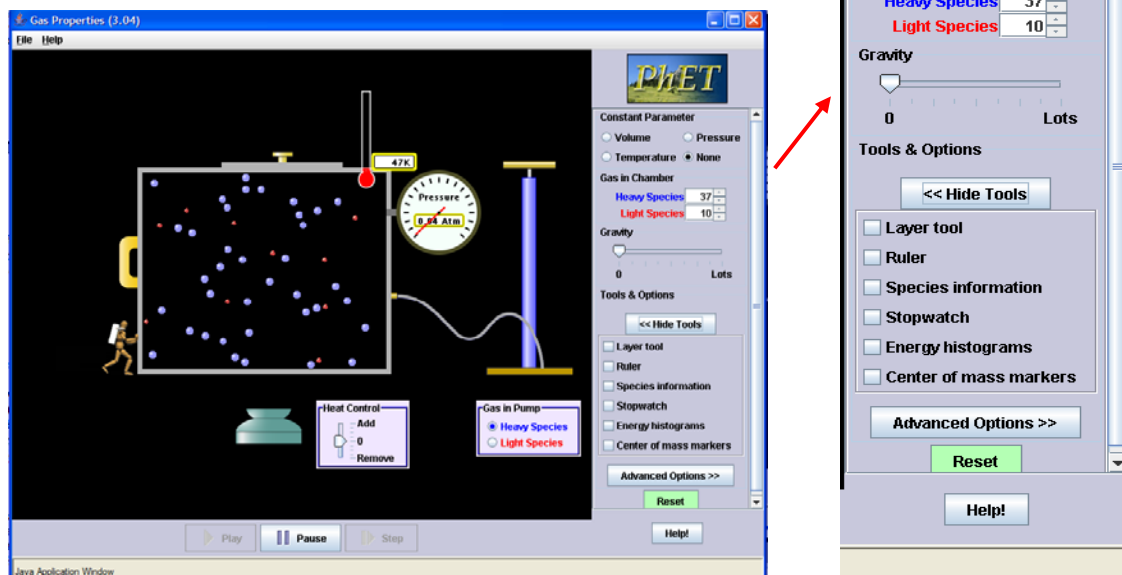 Gas Properties (3.04)
File Help
PhET
Constant Parameter
Volume Pressure
Temperature None
Gas in Chamber
Heavy Species 37
Light Species 10
Gravity
0 Lots
Tools & Options
<< Hide Tools
Layer tool
Ruler
Species information
Stopwatch
Energy histograms
Center of mass markers
Advanced Options >>
Reset
Help!
47K
Pressure
0.04 Atm
Heat Control
Add
0
Remove
Gas in Pump
Heavy Species
Light Species
Play Pause Step
Java Application Window
Heavy Species 37
Light Species 10
Gravity
0 Lots
Tools & Options
<< Hide Tools
Layer tool
Ruler
Species information
Stopwatch
Energy histograms
Center of mass markers
Advanced Options >>
Reset
Help!